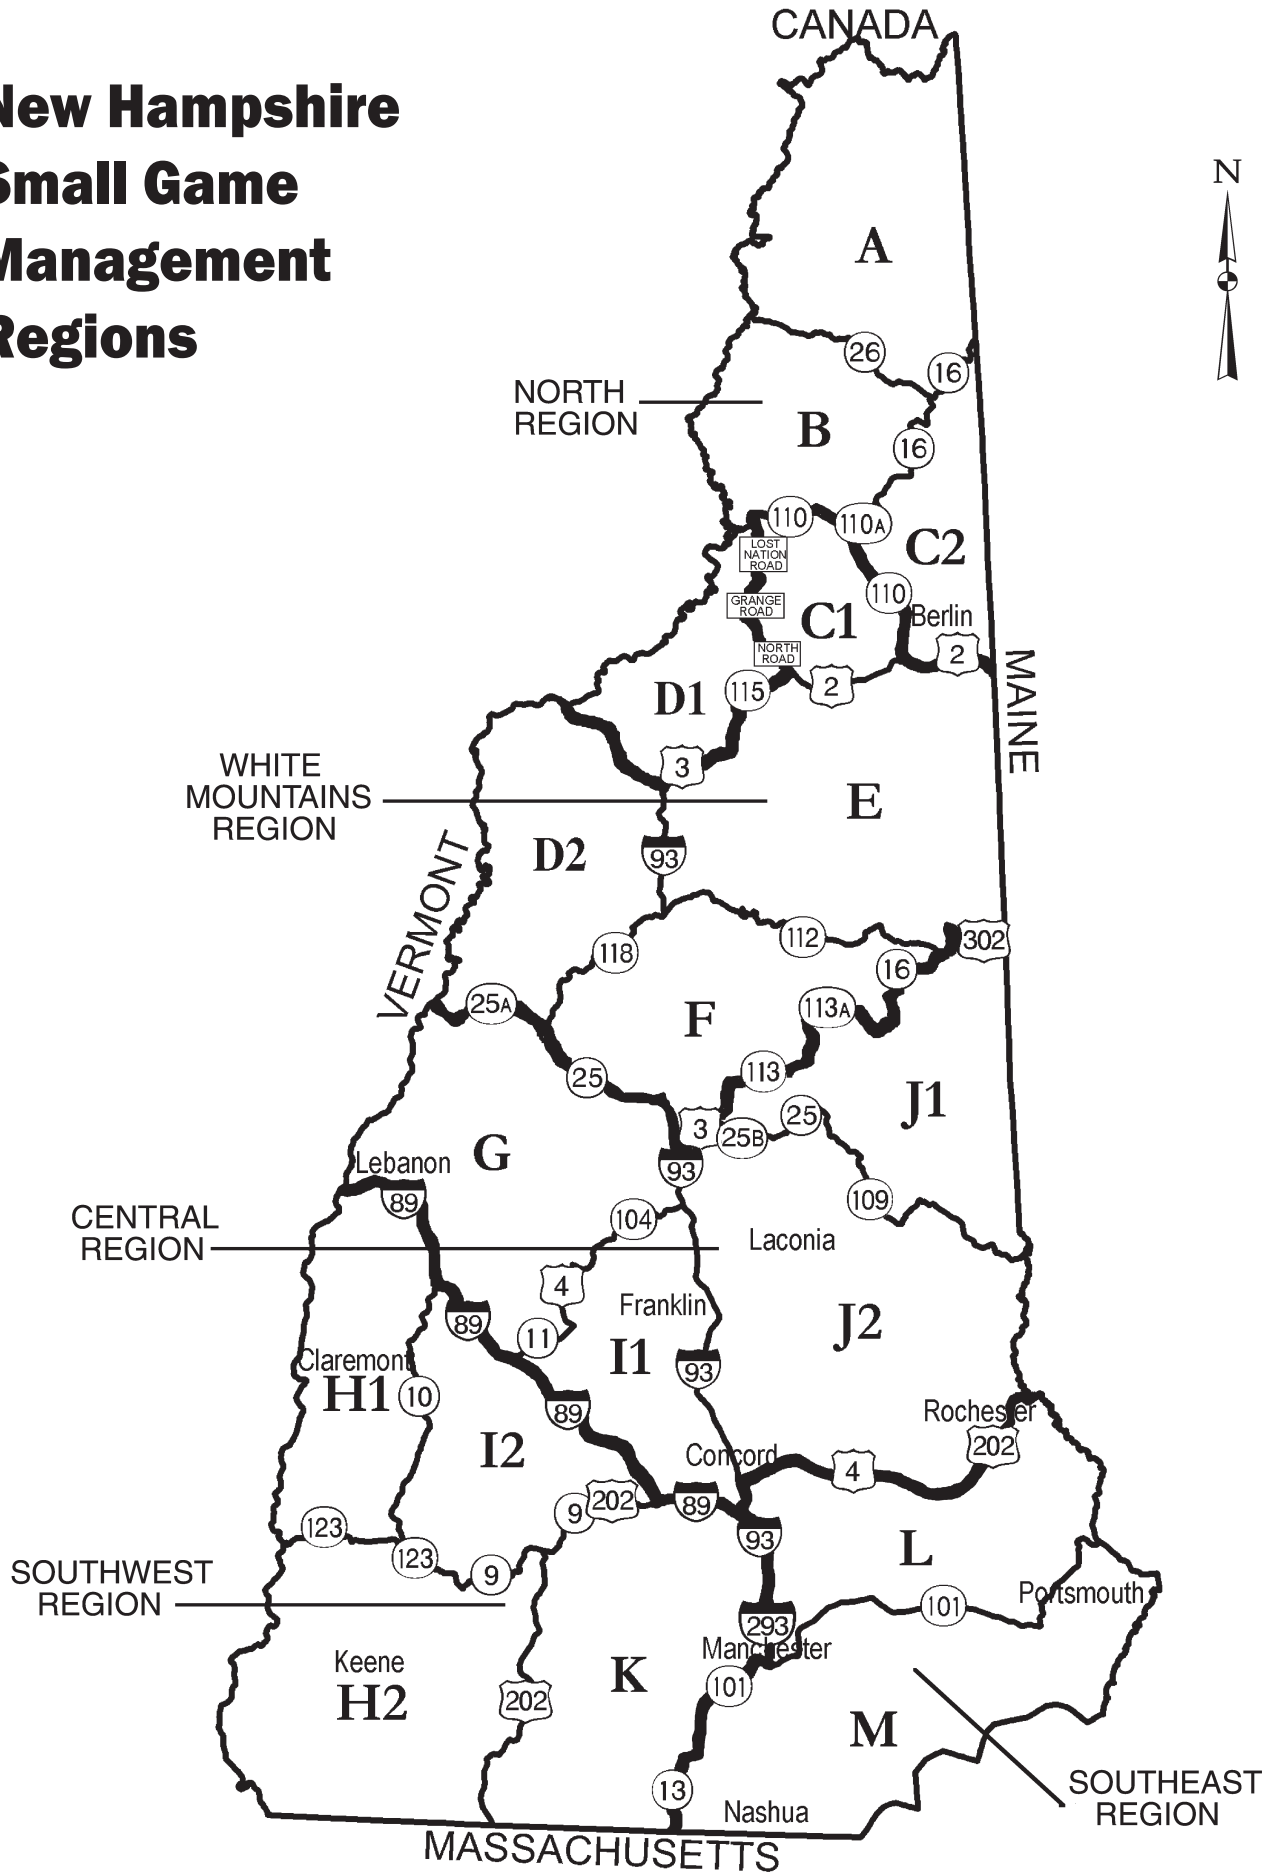 CANADA
New Hampshire
Small Game
Management
Regions
N
A
26
16
NORTH
REGION
B
16
110
110A
LOST
NATION
ROAD
C2
110
GRANGE
ROAD
C1
Berlin
NORTH
ROAD
2
MAINE
D1
115
2
3
WHITE
MOUNTAINS
REGION
E
D2
93
VERMONT
118
112
302
16
25A
113A
F
25
113
J1
3
25B
25
G
93
Lebanon
89
109
CENTRAL
REGION
104
Laconia
4
Franklin
89
11
I1
J2
93
Claremont
H1
10
89
Rochester
I2
202
Concord
4
9
202
89
123
93
123
9
L
SOUTHWEST
REGION
Portsmouth
101
293
Manchester
Keene
H2
K
101
202
M
13
SOUTHEAST
REGION
Nashua
MASSACHUSETTS